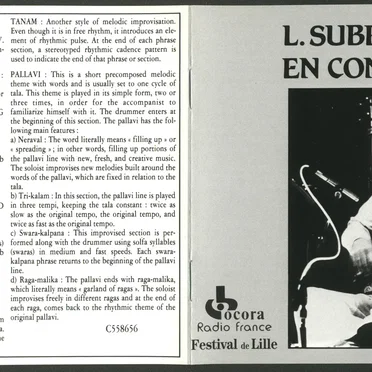 TANAM : Another style of melodic improvisation.
Even though it is in free rhythm, it introduces an ele-
ment of rhythmic pulse. At the end of each phrase
section, a stereotyped rhythmic cadence pattern is
used to indicate the end of that phrase or section.
PALLAVI : This is a short precomposed melodic
theme with words and is usually set to one cycle of
tala. This theme is played in its simple form, two or
three times, in order for the accompanist to
familiarize himself with it. The drummer enters at
the beginning of this section. The pallavi has the fol-
lowing main features :
a) Neraval : The word literally means « filling up » or
« spreading » ; in other words, filling up portions of
the pallavi line with new, fresh, and creative music.
The soloist improvises new melodies built around the
words of the pallavi, which are fixed in relation to the
tala.
b) Tri-kalam : In this section, the pallavi line is played
in three tempi, keeping the tala constant : twice as
slow as the original tempo, the original tempo, and
twice as fast as the original tempo.
c) Swara-kalpana : This improvised section is per-
formed along with the drummer using solfa syllables
(swaras) in medium and fast speeds. Each swara-
kalpana phrase returns to the beginning of the pallavi
line.
d) Raga-malika : The pallavi ends with raga-malika,
which literally means « garland of ragas ». The soloist
improvises freely in different ragas and at the end of
each raga, comes back to the rhythmic theme of the
original pallavi.
C558656
L. SUBR
EN CON
ocora
Radio france
Festival de Lille